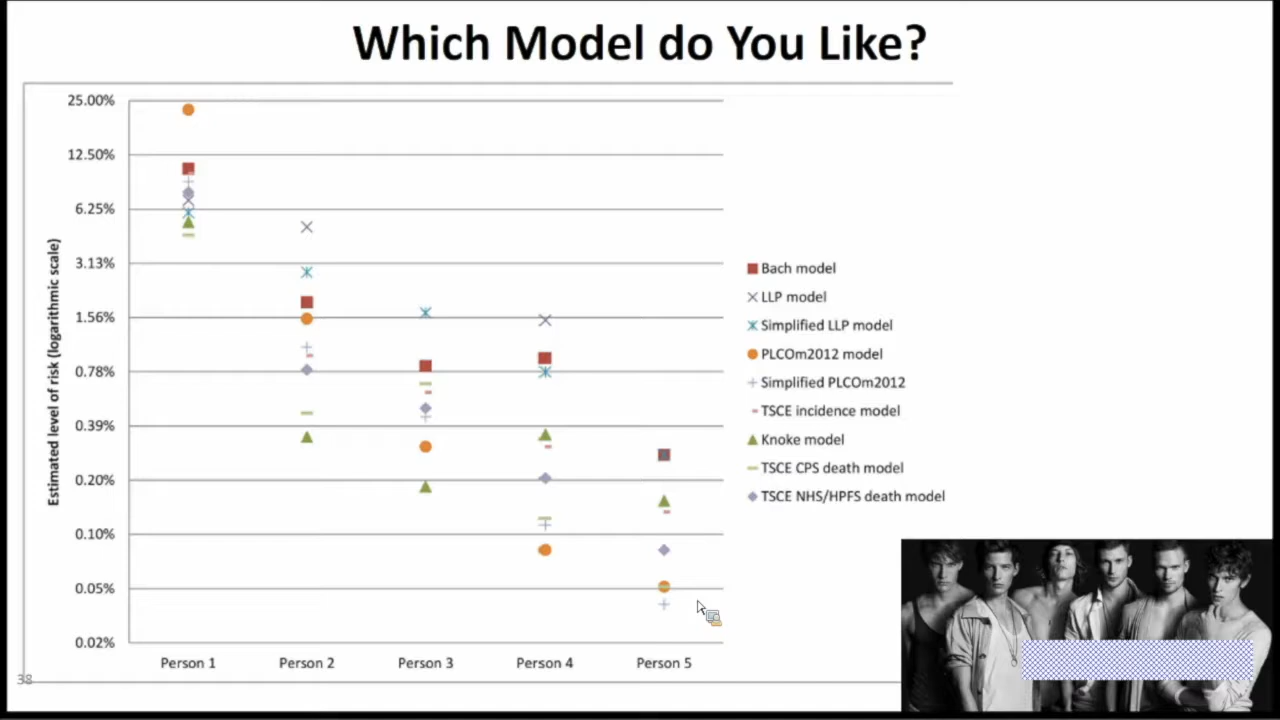 Which Model do You Like?
25.00%
12.50%
6.25%
3.13%
1.56%
0.78%
0.39%
0.20%
0.10%
0.05%
0.02%
Estimated level of risk (logarithmic scale)
Person 1
Person 2
Person 3
Person 4
Person 5
Bach model
LLP model
Simplified LLP model
PLCOm2012 model
Simplified PLCOm2012
TSCE incidence model
Knoke model
TSCE CPS death model
TSCE NHS/HPFS death model
38